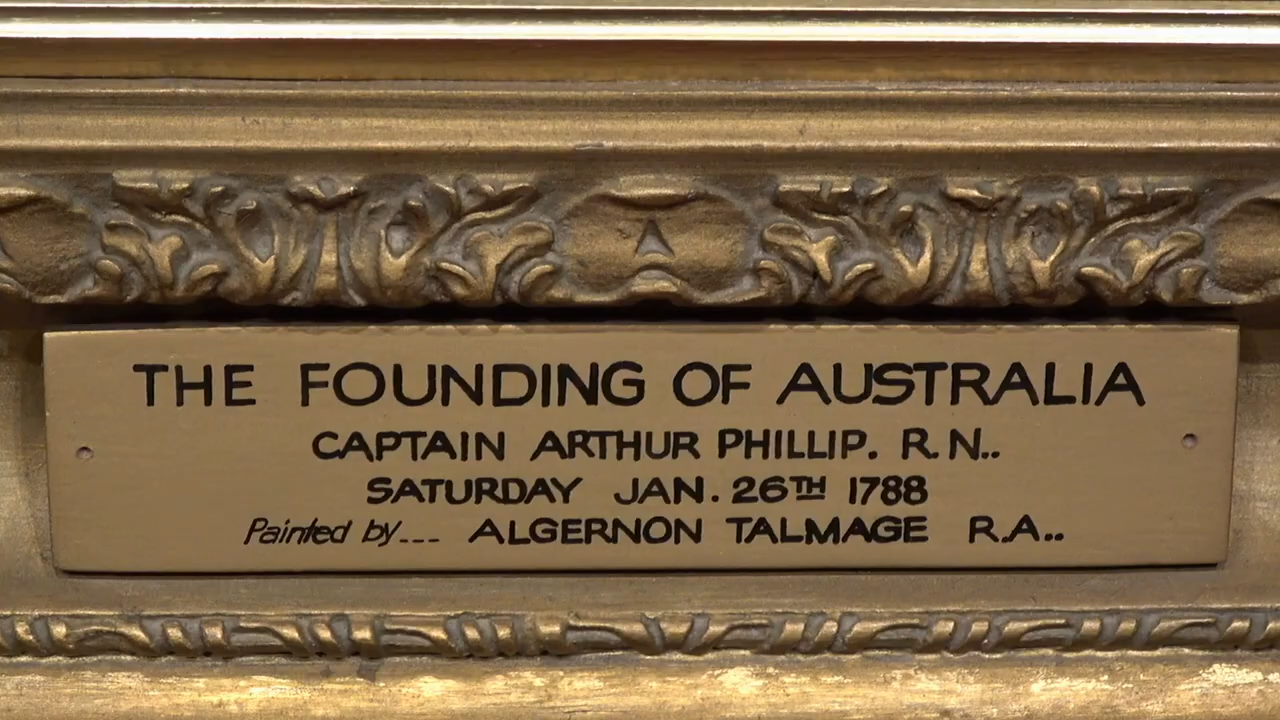 THE FOUNDING OF AUSTRALIA
CAPTAIN ARTHUR PHILLIP. R.N..
SATURDAY JAN. 26TH 1788
Painted by--- ALGERNON TALMAGE R.A..